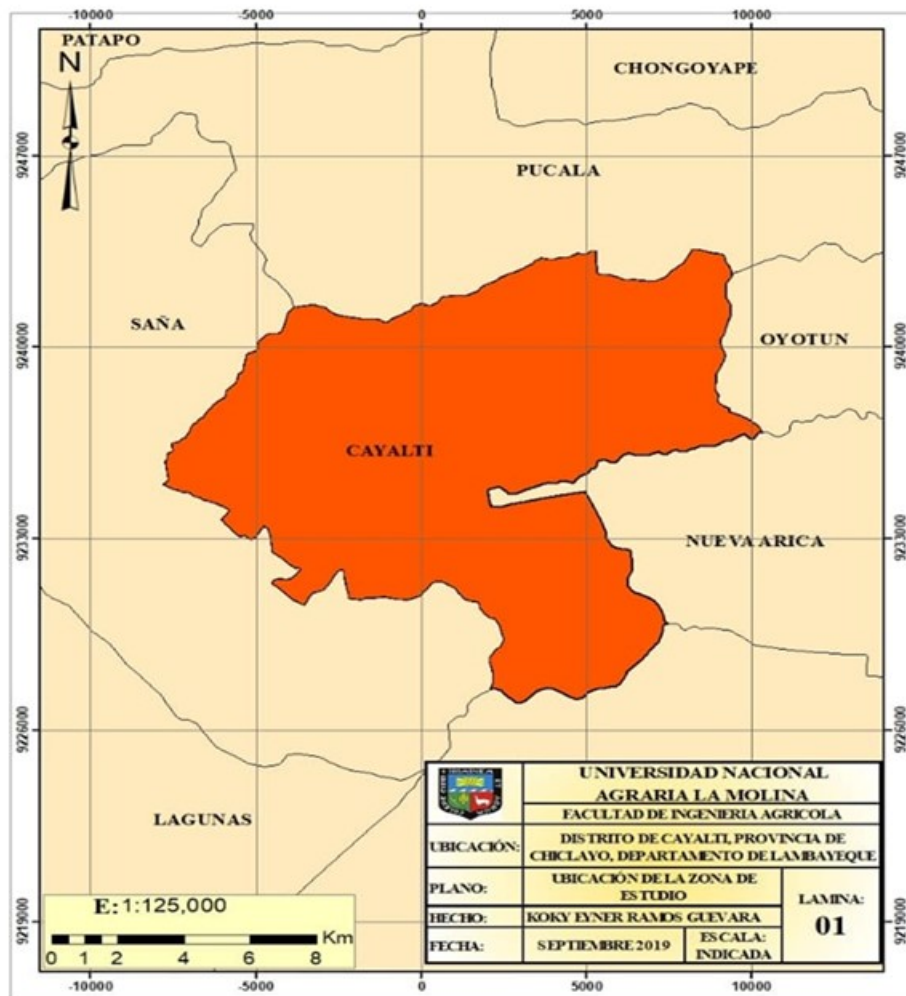 -10000 -5000 0 5000 10000
PATAPO
N
CHONGOYAPE
9247000 9247000
PUCALA
SAÑA
9240000 9240000
OYOTUN
CAYALTI
9233000 9233000
NUEVA ARICA
9226000 9226000
LAGUNAS
UNIVERSIDAD NACIONAL
AGRARIA LA MOLINA
FACULTAD DE INGENIERIA AGRICOLA
UBICACIÓN: DISTRITO DE CAYALTI, PROVINCIA DE
CHICLAYO, DEPARTAMENTO DE LAMBAYEQUE
PLANO: UBICACIÓN DE LA ZONA DE
ESTUDIO
HECHO: KOKY EYNER RAMOS GUEVARA
FECHA: SEPTIEMBRE 2019
ESCALA:
INDICADA
LAMINA:
01
E: 1:125,000
0 1 2 4 6 8 Km
9219000 9219000
-10000 -5000 0 5000 10000